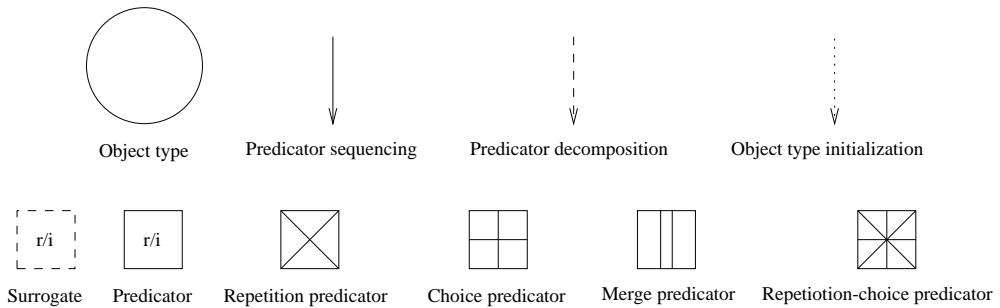 Object type
Predicator sequencing
Predicator decomposition
Object type initialization
r/i
r/i
Surrogate
Predicator
Repetition predicator
Choice predicator
Merge predicator
Repetiotion-choice predicator